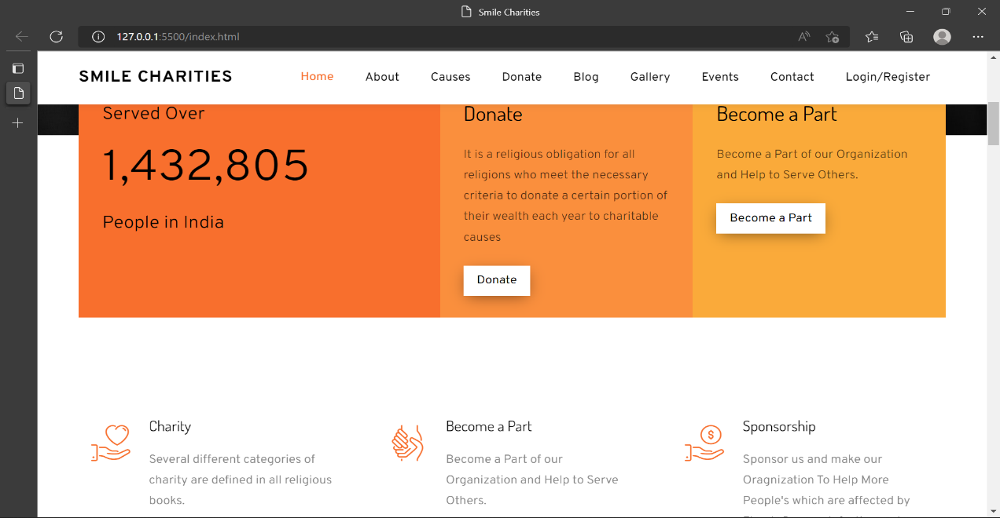 Smile Charities
127.0.0.1:5500/index.html
SMILE CHARITIES
Home About Causes Donate Blog Gallery Events Contact Login/Register
Served Over
1,432,805
People in India
Donate
It is a religious obligation for all
religions who meet the necessary
criteria to donate a certain portion of
their wealth each year to charitable
causes
Donate
Become a Part
Become a Part of our Organization
and Help to Serve Others.
Become a Part
Charity
Several different categories of
charity are defined in all religious
books.
Become a Part
Become a Part of our
Organization and Help to Serve
Others.
Sponsorship
Sponsor us and make our
Oragnization To Help More
People's which are affected by